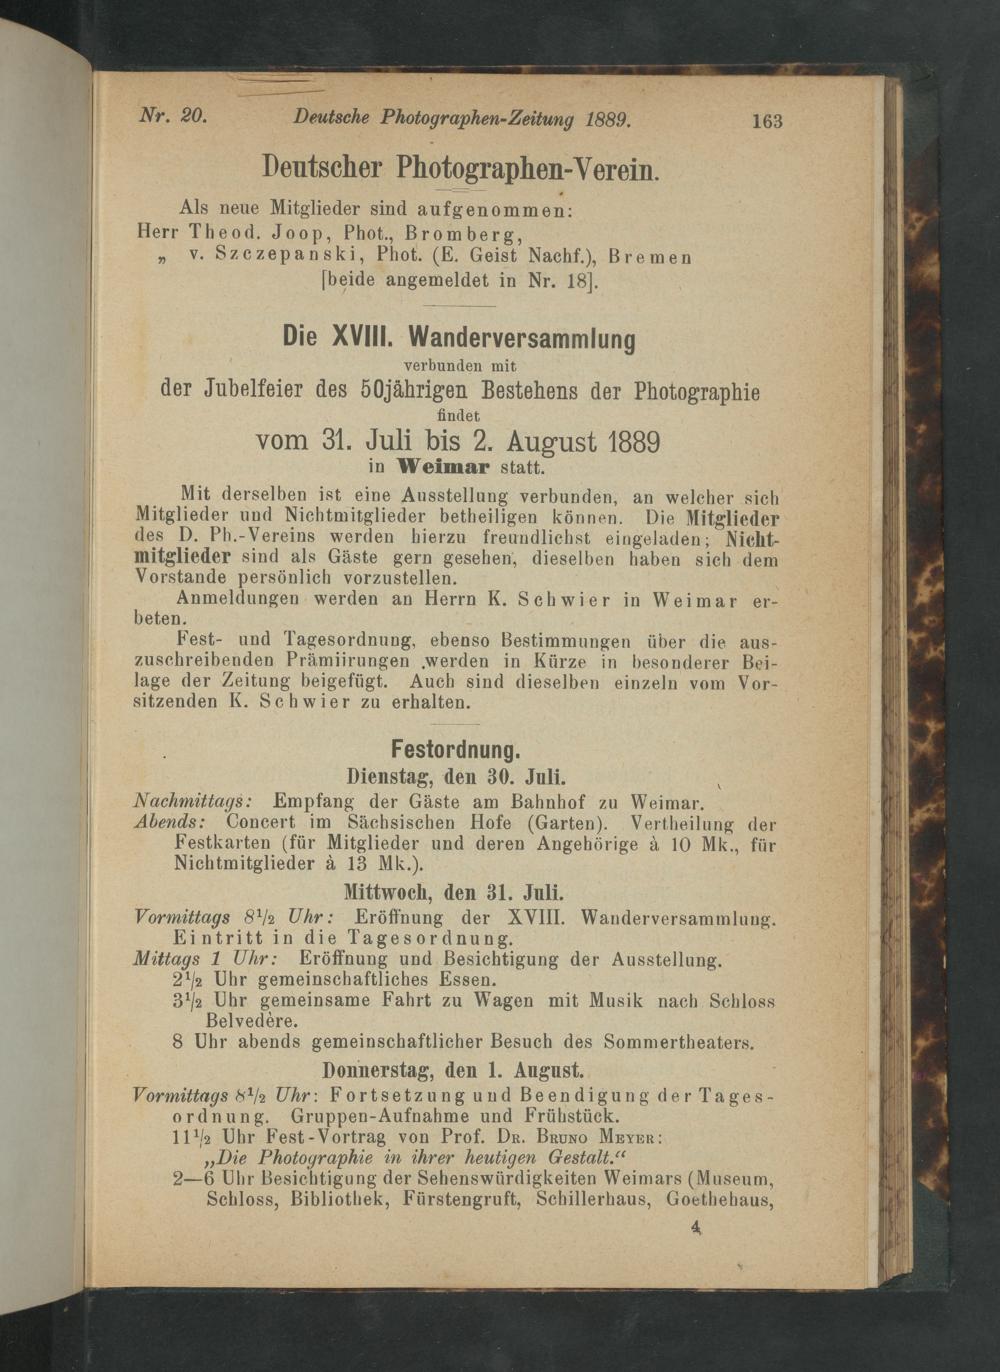 Nr. 20. Deutsche Photographen-Zeitung 1889. 163
Deutscher Photographen-Verein.
Als neue Mitglieder sind aufgenommen:
Herr Theod. Joop, Phot., Bromberg,
„ v. Szczepanski, Phot. (E. Geist Nachf.), Bremen
[beide angemeldet in Nr. 18].
Die XVIII. Wanderversammlung
verbunden mit
der Jubelfeier des 50jährigen Bestehens der Photographie
findet
vom 31. Juli bis 2. August 1889
in Weimar statt.
Mit derselben ist eine Ausstellung verbunden, an welcher sich
Mitglieder und Nichtmitglieder betheiligen können. Die Mitglieder
des D. Ph.-Vereins werden hierzu freundlichst eingeladen; Nicht-
mitglieder sind als Gäste gern gesehen, dieselben haben sich dem
Vorstande persönlich vorzustellen.
Anmeldungen werden an Herrn K. Schwier in Weimar er-
beten.
Fest- und Tagesordnung, ebenso Bestimmungen über die aus-
zuschreibenden Prämiirungen werden in Kürze in besonderer Bei-
lage der Zeitung beigefügt. Auch sind dieselben einzeln vom Vor-
sitzenden K. Schwier zu erhalten.
Festordnung.
Dienstag, den 30. Juli.
Nachmittags: Empfang der Gäste am Bahnhof zu Weimar.
Abends: Concert im Sächsischen Hofe (Garten). Vertheilung der
Festkarten (für Mitglieder und deren Angehörige à 10 Mk., für
Nichtmitglieder à 13 Mk.).
Mittwoch, den 31. Juli.
Vormittags 8½ Uhr: Eröffnung der XVIII. Wanderversammlung.
Eintritt in die Tagesordnung.
Mittags 1 Uhr: Eröffnung und Besichtigung der Ausstellung.
2½ Uhr gemeinschaftliches Essen.
3½ Uhr gemeinsame Fahrt zu Wagen mit Musik nach Schloss
Belvedère.
8 Uhr abends gemeinschaftlicher Besuch des Sommertheaters.
Donnerstag, den 1. August.
Vormittags 8½ Uhr: Fortsetzung und Beendigung der Tages-
ordnung. Gruppen-Aufnahme und Frühstück.
11½ Uhr Fest-Vortrag von Prof. Dr. Bruno Meyer:
„Die Photographie in ihrer heutigen Gestalt.“
2—6 Uhr Besichtigung der Sehenswürdigkeiten Weimars (Museum,
Schloss, Bibliothek, Fürstengruft, Schillerhaus, Goethehaus,
4